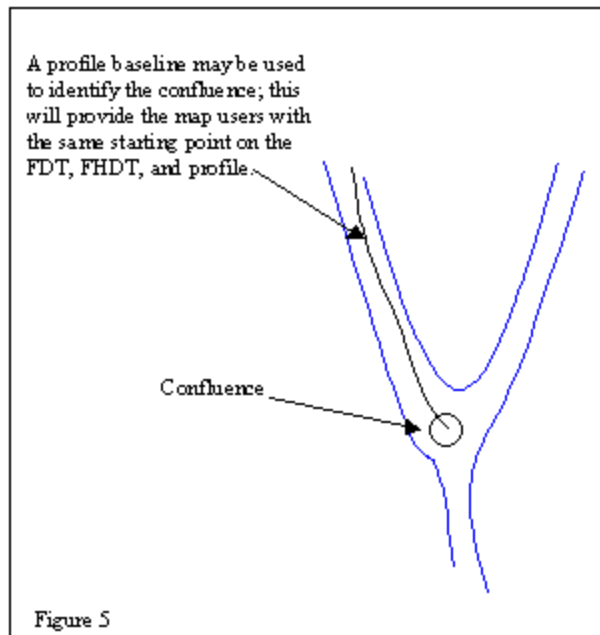 A profile baseline may be used
to identify the confluence; this
will provide the map users with
the same starting point on the
FDT, FHDT, and profile.
Confluence
Figure 5